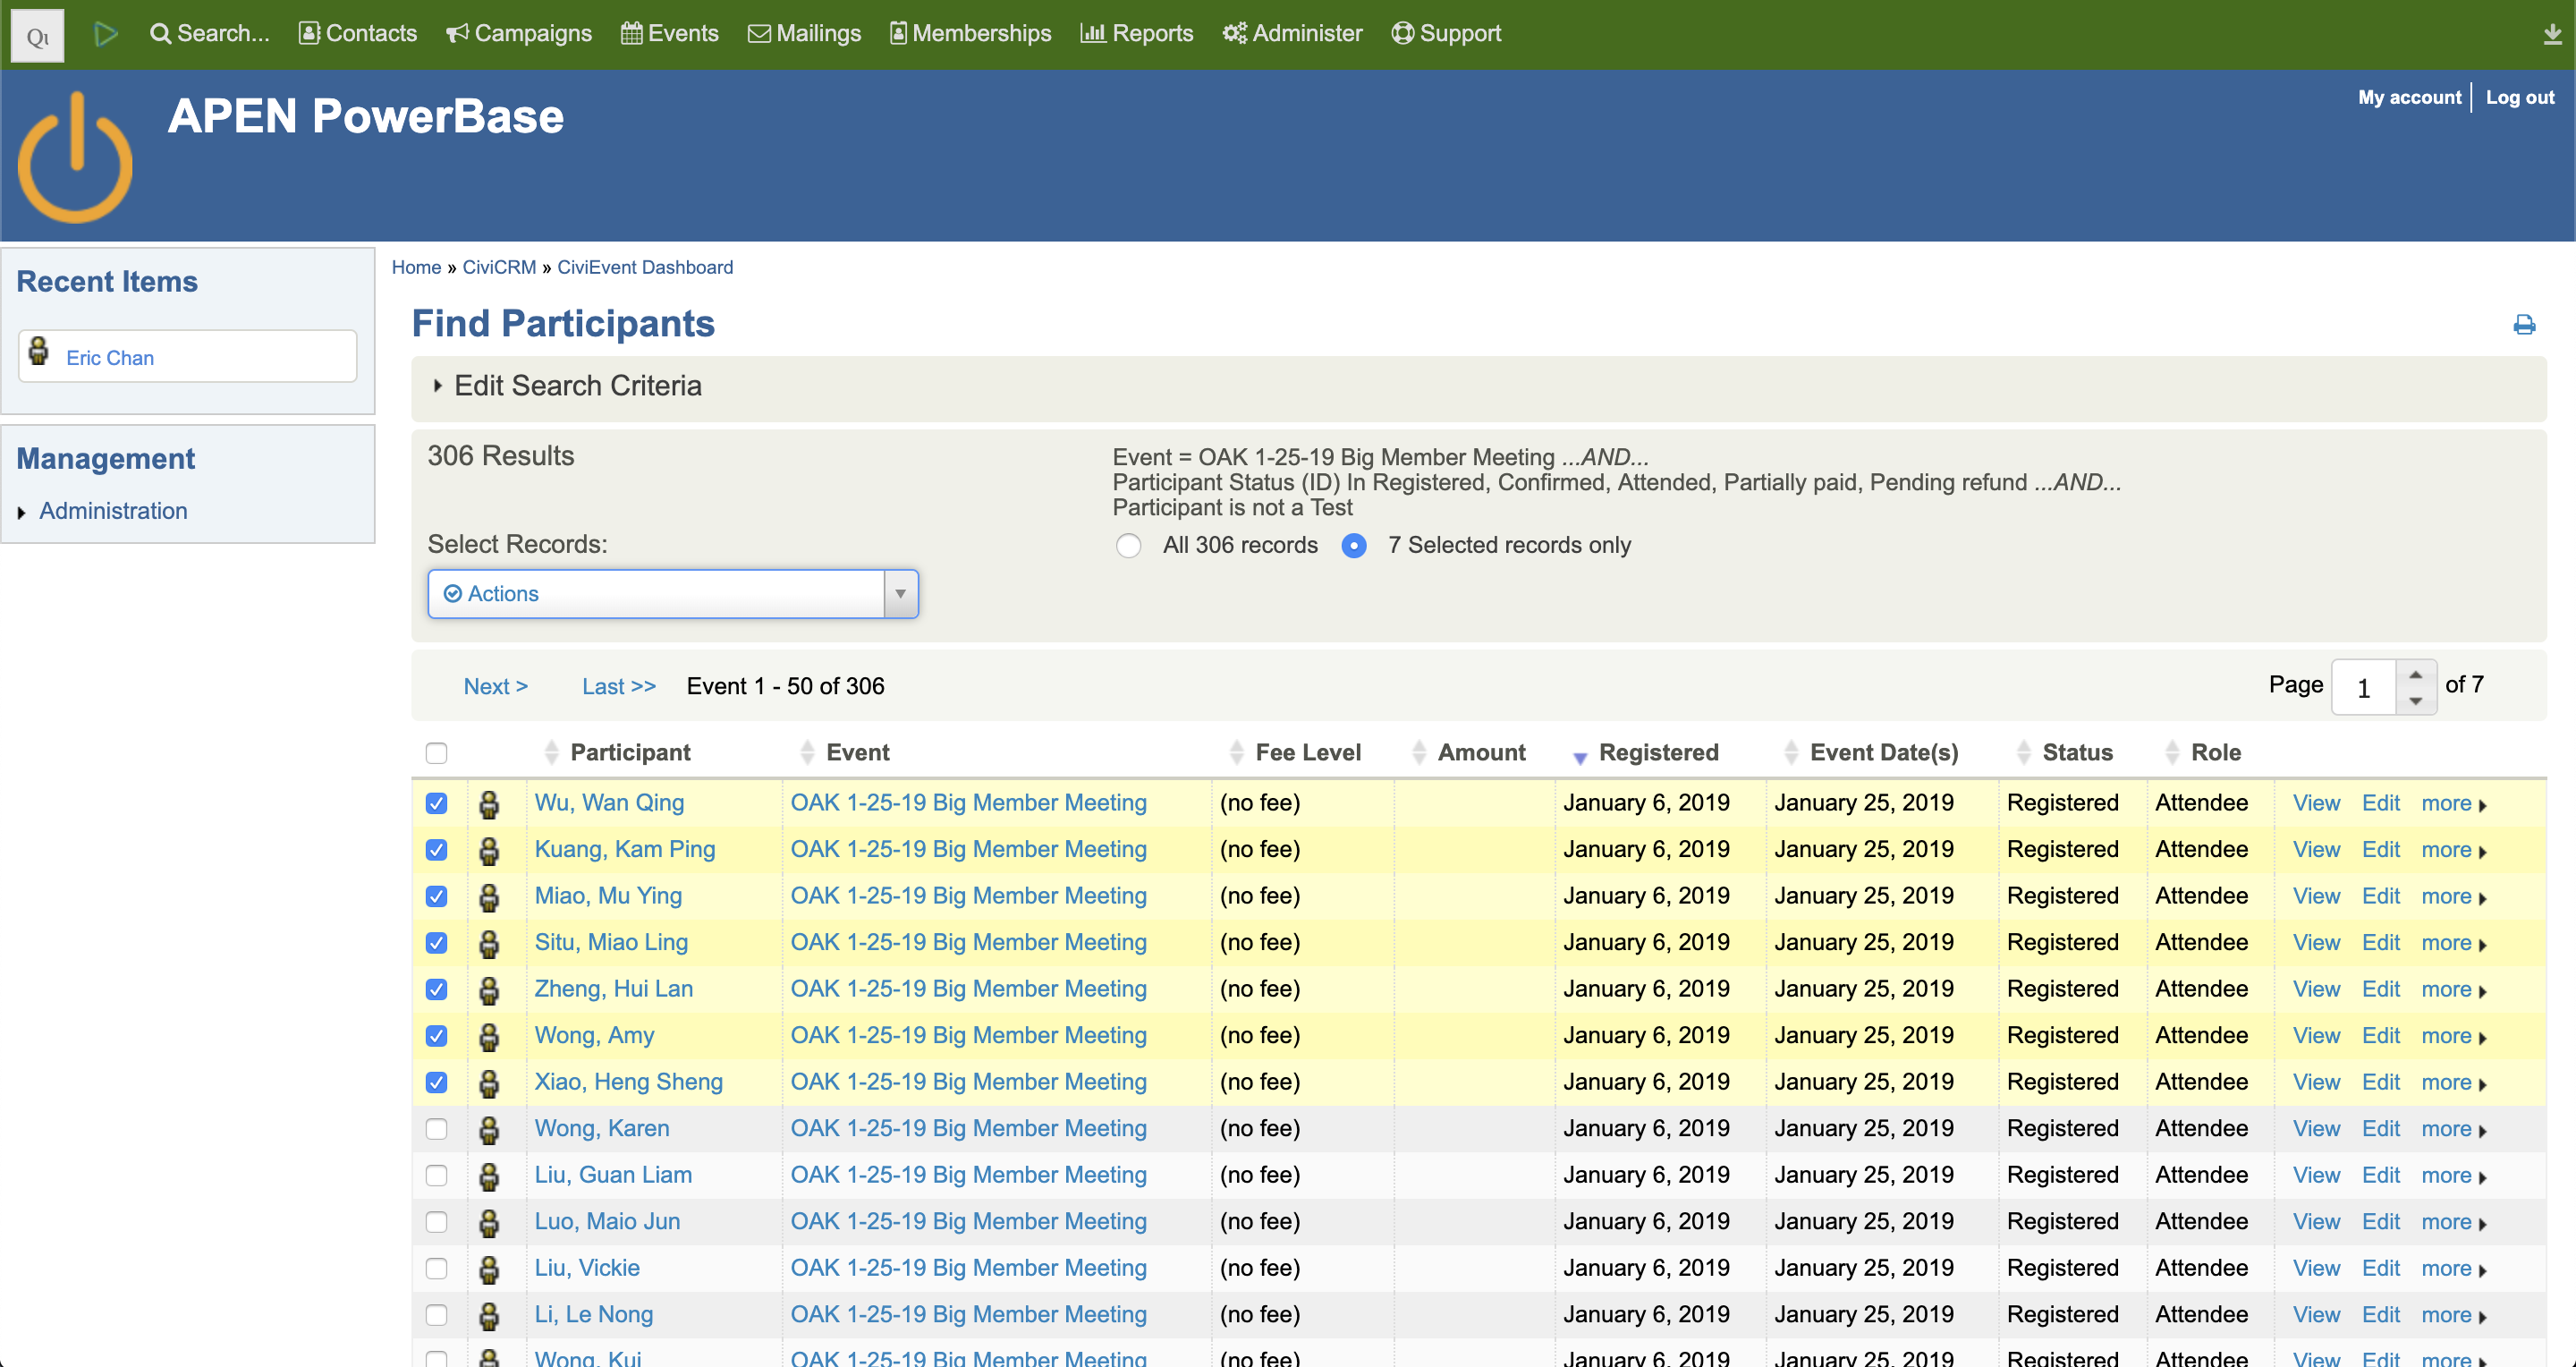 Qu
Search...
Contacts
Campaigns
Events
Mailings
Memberships
Reports
Administer
Support
APEN PowerBase
My account
Log out
Recent Items
Eric Chan
Management
Administration
Home » CiviCRM » CiviEvent Dashboard
Find Participants
Edit Search Criteria
306 Results
Event = OAK 1-25-19 Big Member Meeting ...AND...
Participant Status (ID) In Registered, Confirmed, Attended, Partially paid, Pending refund ...AND...
Participant is not a Test
Select Records:
All 306 records
7 Selected records only
Actions
Next > Last >> Event 1 - 50 of 306 Page 1 of 7
Participant Event Fee Level Amount Registered Event Date(s) Status Role
Wu, Wan Qing OAK 1-25-19 Big Member Meeting (no fee) January 6, 2019 January 25, 2019 Registered Attendee View Edit more
Kuang, Kam Ping OAK 1-25-19 Big Member Meeting (no fee) January 6, 2019 January 25, 2019 Registered Attendee View Edit more
Miao, Mu Ying OAK 1-25-19 Big Member Meeting (no fee) January 6, 2019 January 25, 2019 Registered Attendee View Edit more
Situ, Miao Ling OAK 1-25-19 Big Member Meeting (no fee) January 6, 2019 January 25, 2019 Registered Attendee View Edit more
Zheng, Hui Lan OAK 1-25-19 Big Member Meeting (no fee) January 6, 2019 January 25, 2019 Registered Attendee View Edit more
Wong, Amy OAK 1-25-19 Big Member Meeting (no fee) January 6, 2019 January 25, 2019 Registered Attendee View Edit more
Xiao, Heng Sheng OAK 1-25-19 Big Member Meeting (no fee) January 6, 2019 January 25, 2019 Registered Attendee View Edit more
Wong, Karen OAK 1-25-19 Big Member Meeting (no fee) January 6, 2019 January 25, 2019 Registered Attendee View Edit more
Liu, Guan Liam OAK 1-25-19 Big Member Meeting (no fee) January 6, 2019 January 25, 2019 Registered Attendee View Edit more
Luo, Maio Jun OAK 1-25-19 Big Member Meeting (no fee) January 6, 2019 January 25, 2019 Registered Attendee View Edit more
Liu, Vickie OAK 1-25-19 Big Member Meeting (no fee) January 6, 2019 January 25, 2019 Registered Attendee View Edit more
Li, Le Nong OAK 1-25-19 Big Member Meeting (no fee) January 6, 2019 January 25, 2019 Registered Attendee View Edit more
Wong, Kui OAK 1-25-19 Big Member Meeting (no fee) January 6, 2019 January 25, 2019 Registered Attendee View Edit more